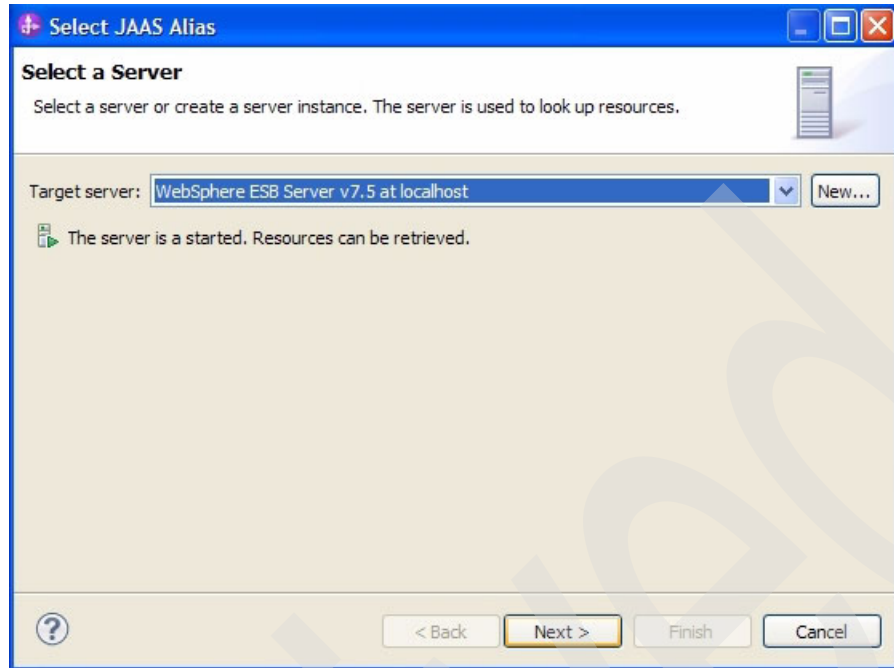 Select JAAS Alias
Select a Server
Select a server or create a server instance. The server is used to look up resources.
Target server: WebSphere ESB Server v7.5 at localhost New...
The server is a started. Resources can be retrieved.
? < Back Next > Finish Cancel